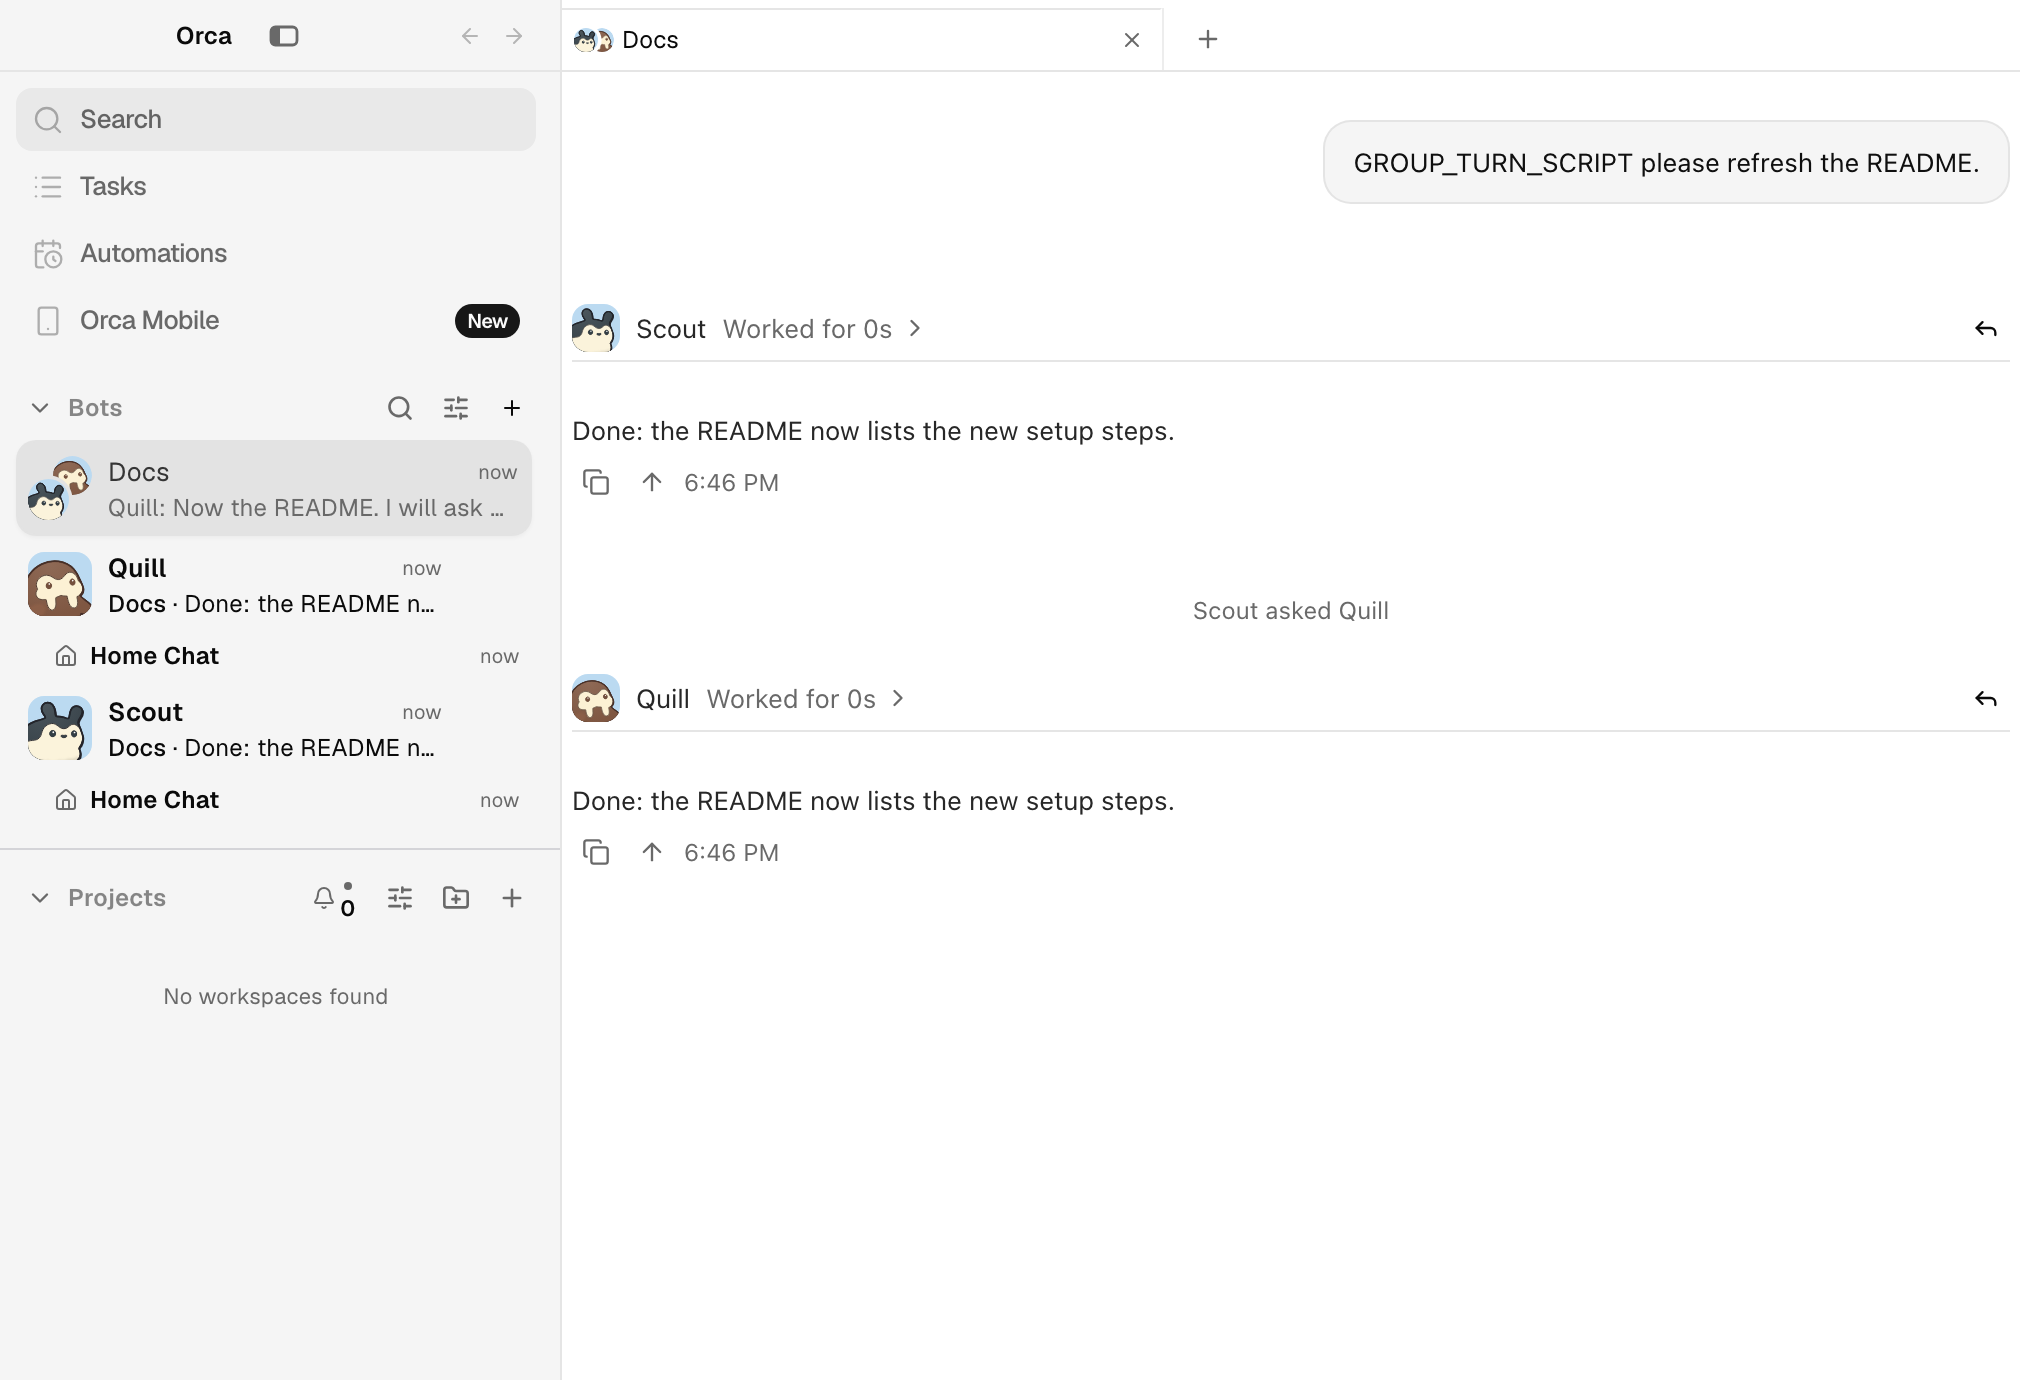 Orca
Docs
Search
Tasks
Automations
Orca Mobile
New
Bots
Docs
now
Quill: Now the README. I will ask ...
Quill
now
Docs · Done: the README n...
Home Chat
now
Scout
now
Docs · Done: the README n...
Home Chat
now
Projects
0
No workspaces found
GROUP_TURN_SCRIPT please refresh the README.
Scout Worked for 0s
Done: the README now lists the new setup steps.
6:46 PM
Scout asked Quill
Quill Worked for 0s
Done: the README now lists the new setup steps.
6:46 PM